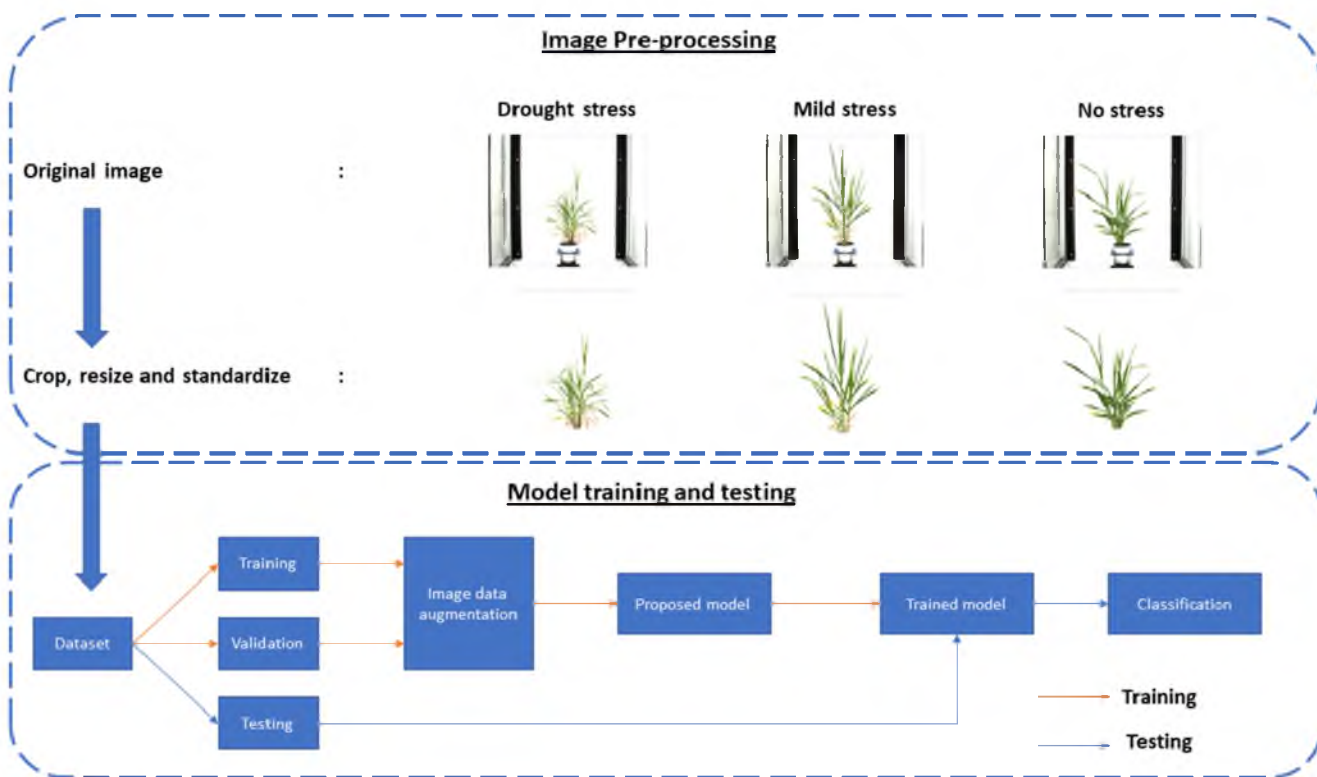 Image Pre-processing
Drought stress
Mild stress
No stress
Original image :
Crop, resize and standardize :
Model training and testing
Training
Image data
augmentation
Proposed model
Trained model
Classification
Dataset
Validation
Testing
Training
Testing